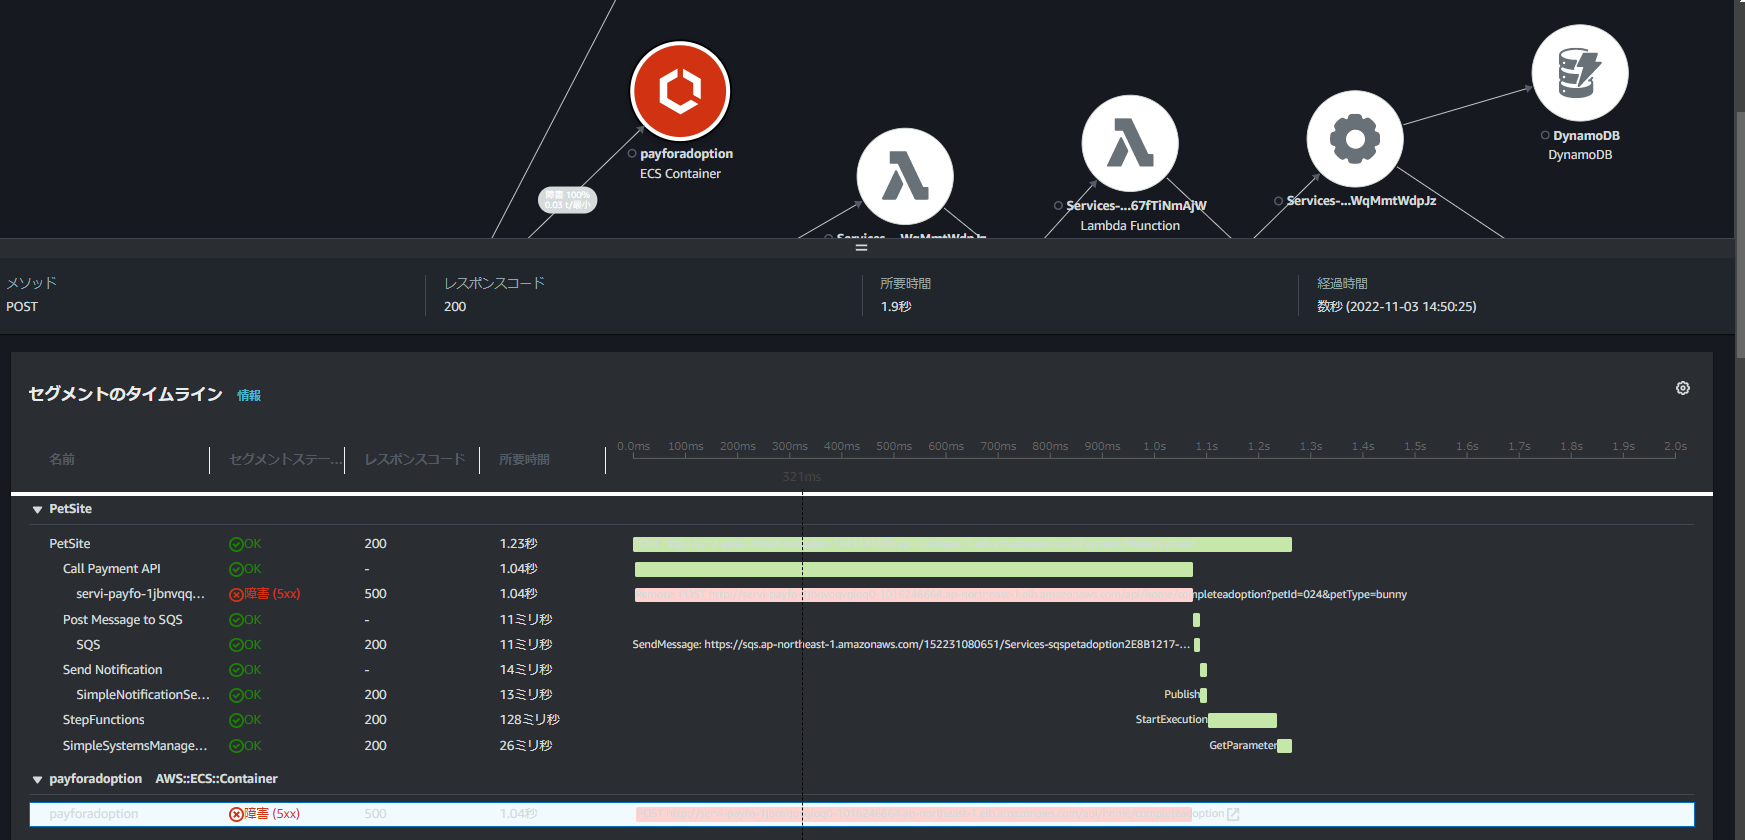 payforadoption
ECS Container
障害 100%
0.03 t/最小
Services-...67fTiNmAjW
Lambda Function
Services-...WqMmtWdpJz
DynamoDB
DynamoDB
Services-...WqMmtWdpJz
メソッド
POST
レスポンスコード
200
所要時間
1.9秒
経過時間
数秒 (2022-11-03 14:50:25)
セグメントのタイムライン 情報
名前 セグメントステー... レスポンスコード 所要時間
0.0ms 100ms 200ms 300ms 400ms 500ms 600ms 700ms 800ms 900ms 1.0s 1.1s 1.2s 1.3s 1.4s 1.5s 1.6s 1.7s 1.8s 1.9s 2.0s
321ms
PetSite
PetSite OK 200 1.23秒
Call Payment API OK - 1.04秒
servi-payfo-1jbnvqq... 障害 (5xx) 500 1.04秒 completeadoption?petId=024&petType=bunny
Post Message to SQS OK - 11ミリ秒
SQS OK 200 11ミリ秒 SendMessage: https://sqs.ap-northeast-1.amazonaws.com/152231080651/Services-sqspetadoption2E8B1217-...
Send Notification OK - 14ミリ秒
SimpleNotificationSe... OK 200 13ミリ秒 Publish
StepFunctions OK 200 128ミリ秒 StartExecution
SimpleSystemsManage... OK 200 26ミリ秒 GetParameter
payforadoption AWS::ECS::Container
payforadoption 障害 (5xx) 500 1.04秒